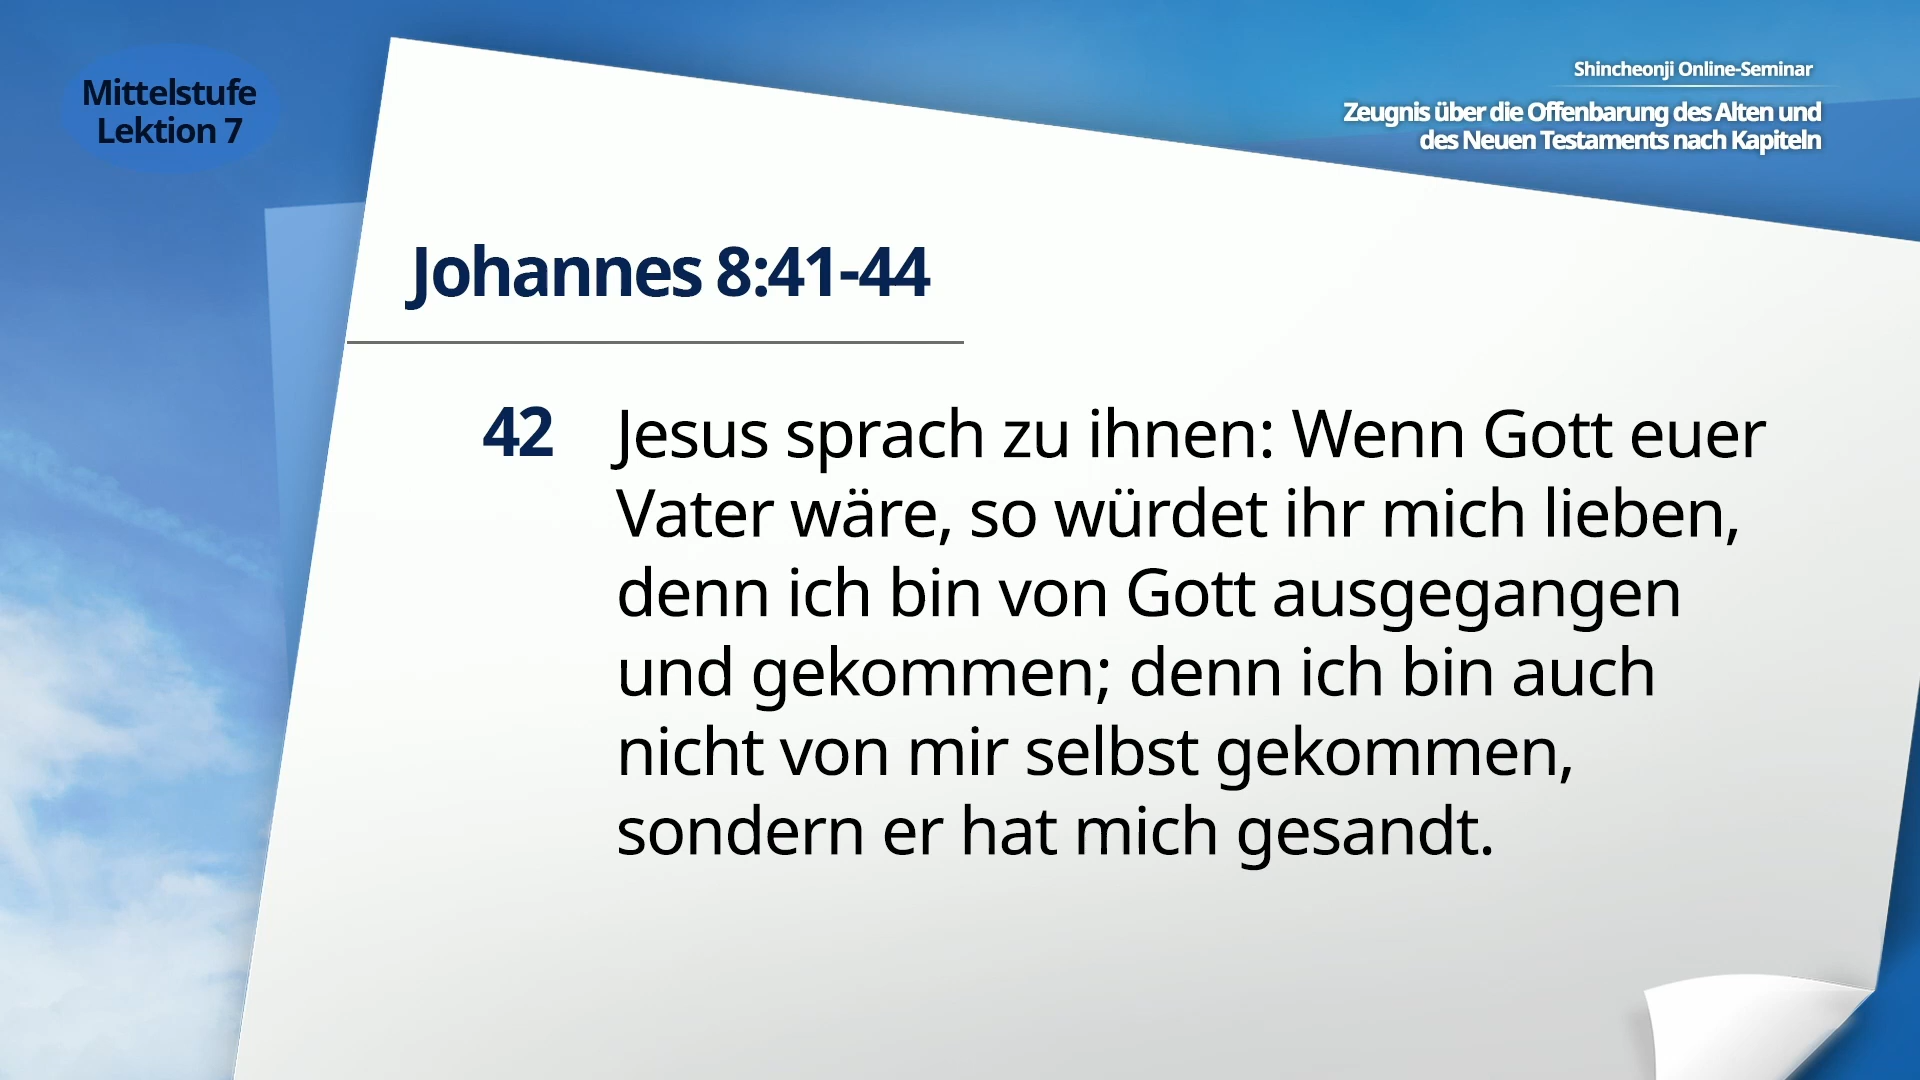 Mittelstufe
Lektion 7
Shincheonji Online-Seminar
Zeugnis über die Offenbarung des Alten und
des Neuen Testaments nach Kapiteln
Johannes 8:41-44
42 Jesus sprach zu ihnen: Wenn Gott euer
Vater wäre, so würdet ihr mich lieben,
denn ich bin von Gott ausgegangen
und gekommen; denn ich bin auch
nicht von mir selbst gekommen,
sondern er hat mich gesandt.